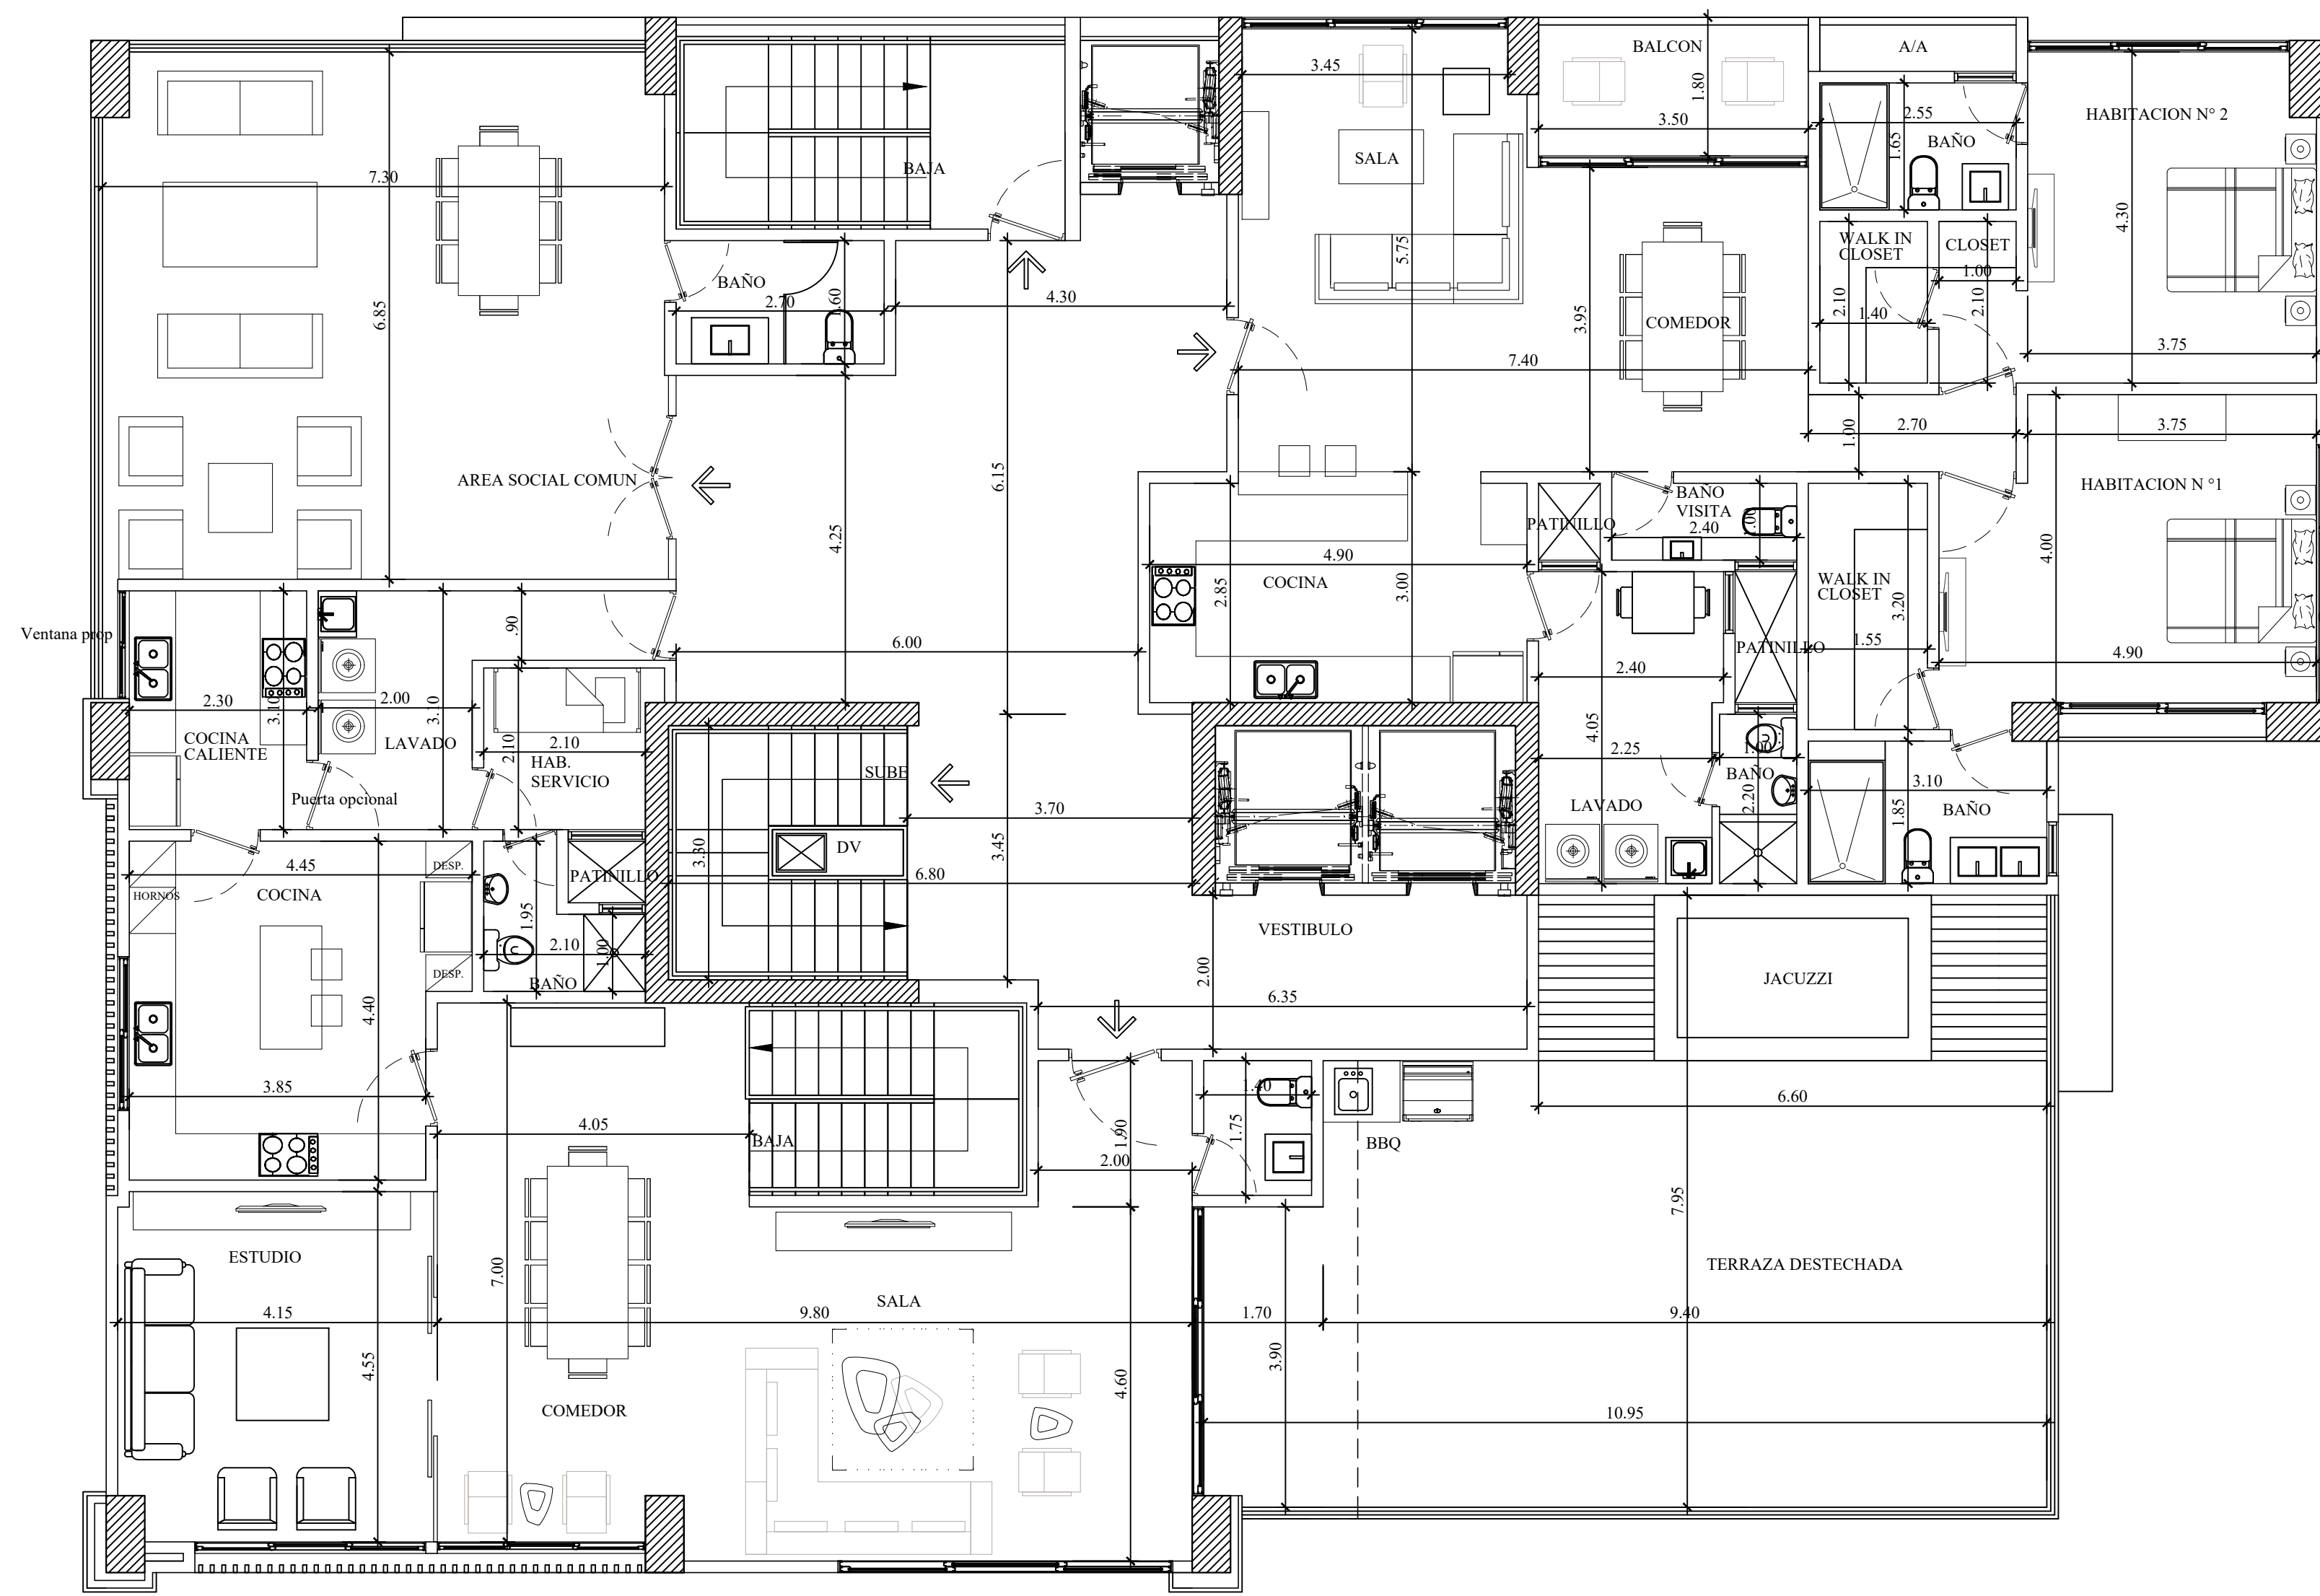 BALCON
A/A
3.45
1.80
HABITACION N° 2
3.50
2.55
1.65
BAÑO
SALA
BAJA
7.30
4.30
WALK IN
CLOSET
CLOSET
1.00
BAÑO
2.70
4.30
5.75
2.10
2.10
1.40
COMEDOR
6.85
3.95
7.40
3.75
2.70
3.75
1.00
AREA SOCIAL COMUN
6.15
HABITACION N °1
BAÑO
VISITA
PATINILLO
2.40
4.25
4.90
4.00
COCINA
2.85
3.00
WALK IN
CLOSET
3.20
Ventana prop
.90
6.00
PATINILLO
1.55
4.90
2.40
2.30
3.10
2.00
3.10
4.05
COCINA
CALIENTE
LAVADO
2.10
2.10
HAB.
SERVICIO
2.25
1.00
SUBE
BAÑO
3.10
Puerta opcional
3.70
LAVADO
2.20
1.85
BAÑO
DV
3.30
3.45
4.45
DESP.
PATINILLO
6.80
HORNOS
COCINA
1.95
2.10
1.00
VESTIBULO
DESP.
BAÑO
2.00
JACUZZI
4.40
6.35
3.85
1.40
6.60
4.05
BAJA
1.90
1.75
BBQ
2.00
7.95
ESTUDIO
7.00
TERRAZA DESTECHADA
SALA
4.15
9.80
1.70
9.40
4.55
3.90
4.60
COMEDOR
10.95